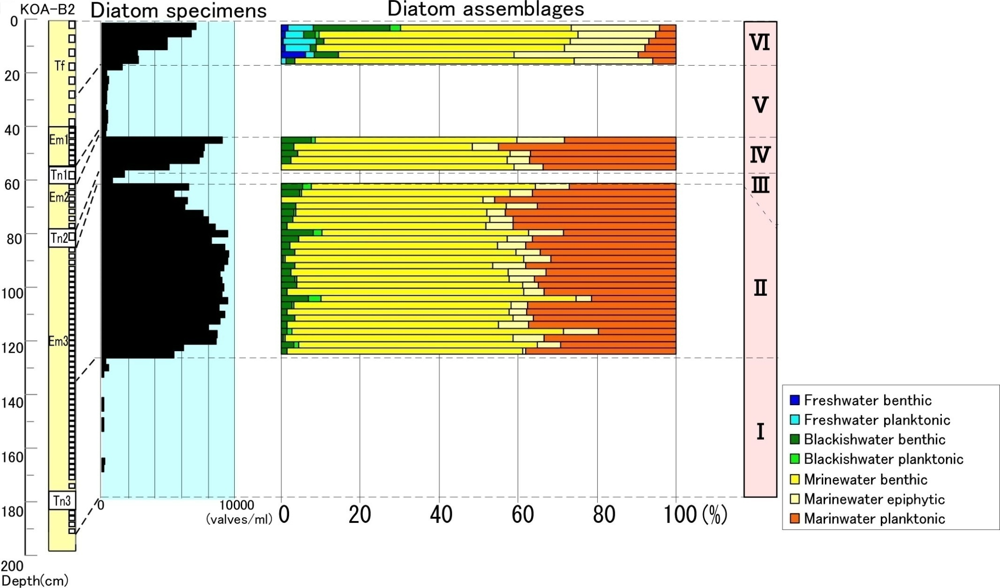 KOA-B2
Diatom specimens
Diatom assemblages
0
20
40
60
80
100
120
140
160
180
200
Depth(cm)
Tf
Em1
Tn1
Em2
Tn2
Em3
Tn3
0
10000
(valves/ml)
0
20
40
60
80
100
(%)
Ⅵ
Ⅴ
Ⅳ
Ⅲ
Ⅱ
Ⅰ
Freshwater benthic
Freshwater planktonic
Blackishwater benthic
Blackishwater planktonic
Mrinewater benthic
Marinewater epiphytic
Marinwater planktonic